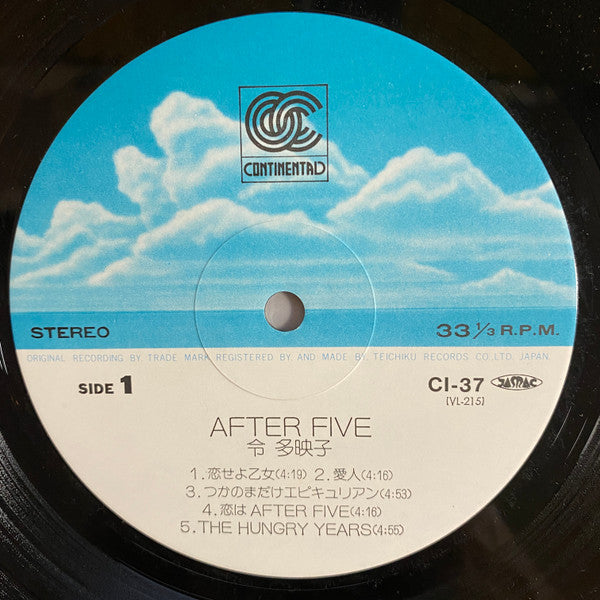 CONTINENTAL
STEREO
33 1/3 R.P.M.
ORIGINAL RECORDING BY TRADE MARK REGISTERED BY AND MADE BY TEICHIKU RECORDS CO., LTD. JAPAN.
SIDE 1
CI-37 JASRAC
[VL-215]
AFTER FIVE
令 多映子
1.恋せよ乙女(4:19) 2.愛人(4:16)
3.つかのまだけエピキュリアン(4:53)
4.恋は AFTER FIVE(4:16)
5.THE HUNGRY YEARS(4:55)